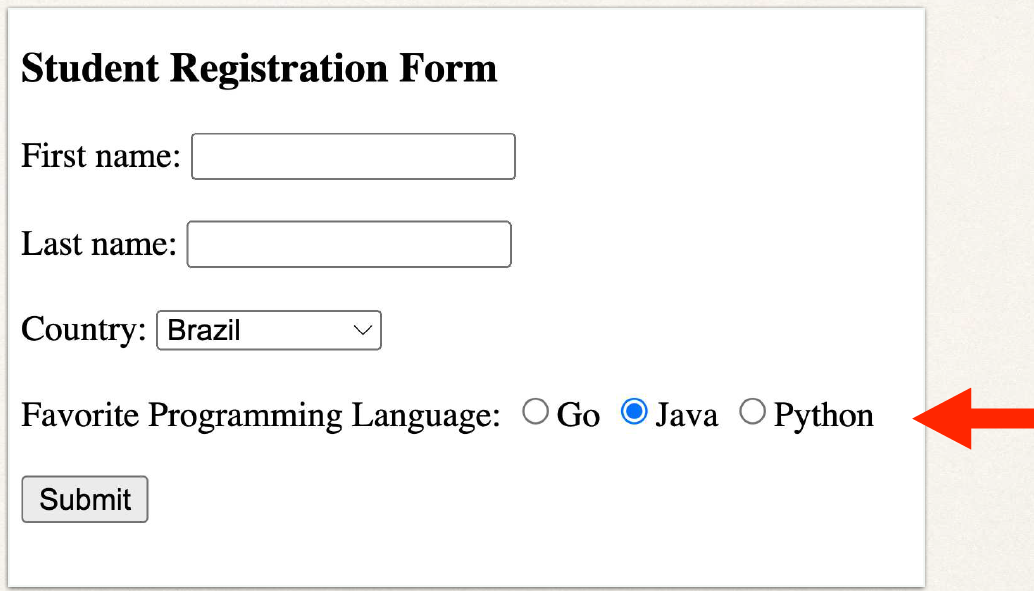 Student Registration Form
First name:
Last name:
Country: Brazil
Favorite Programming Language: Go Java Python
Submit